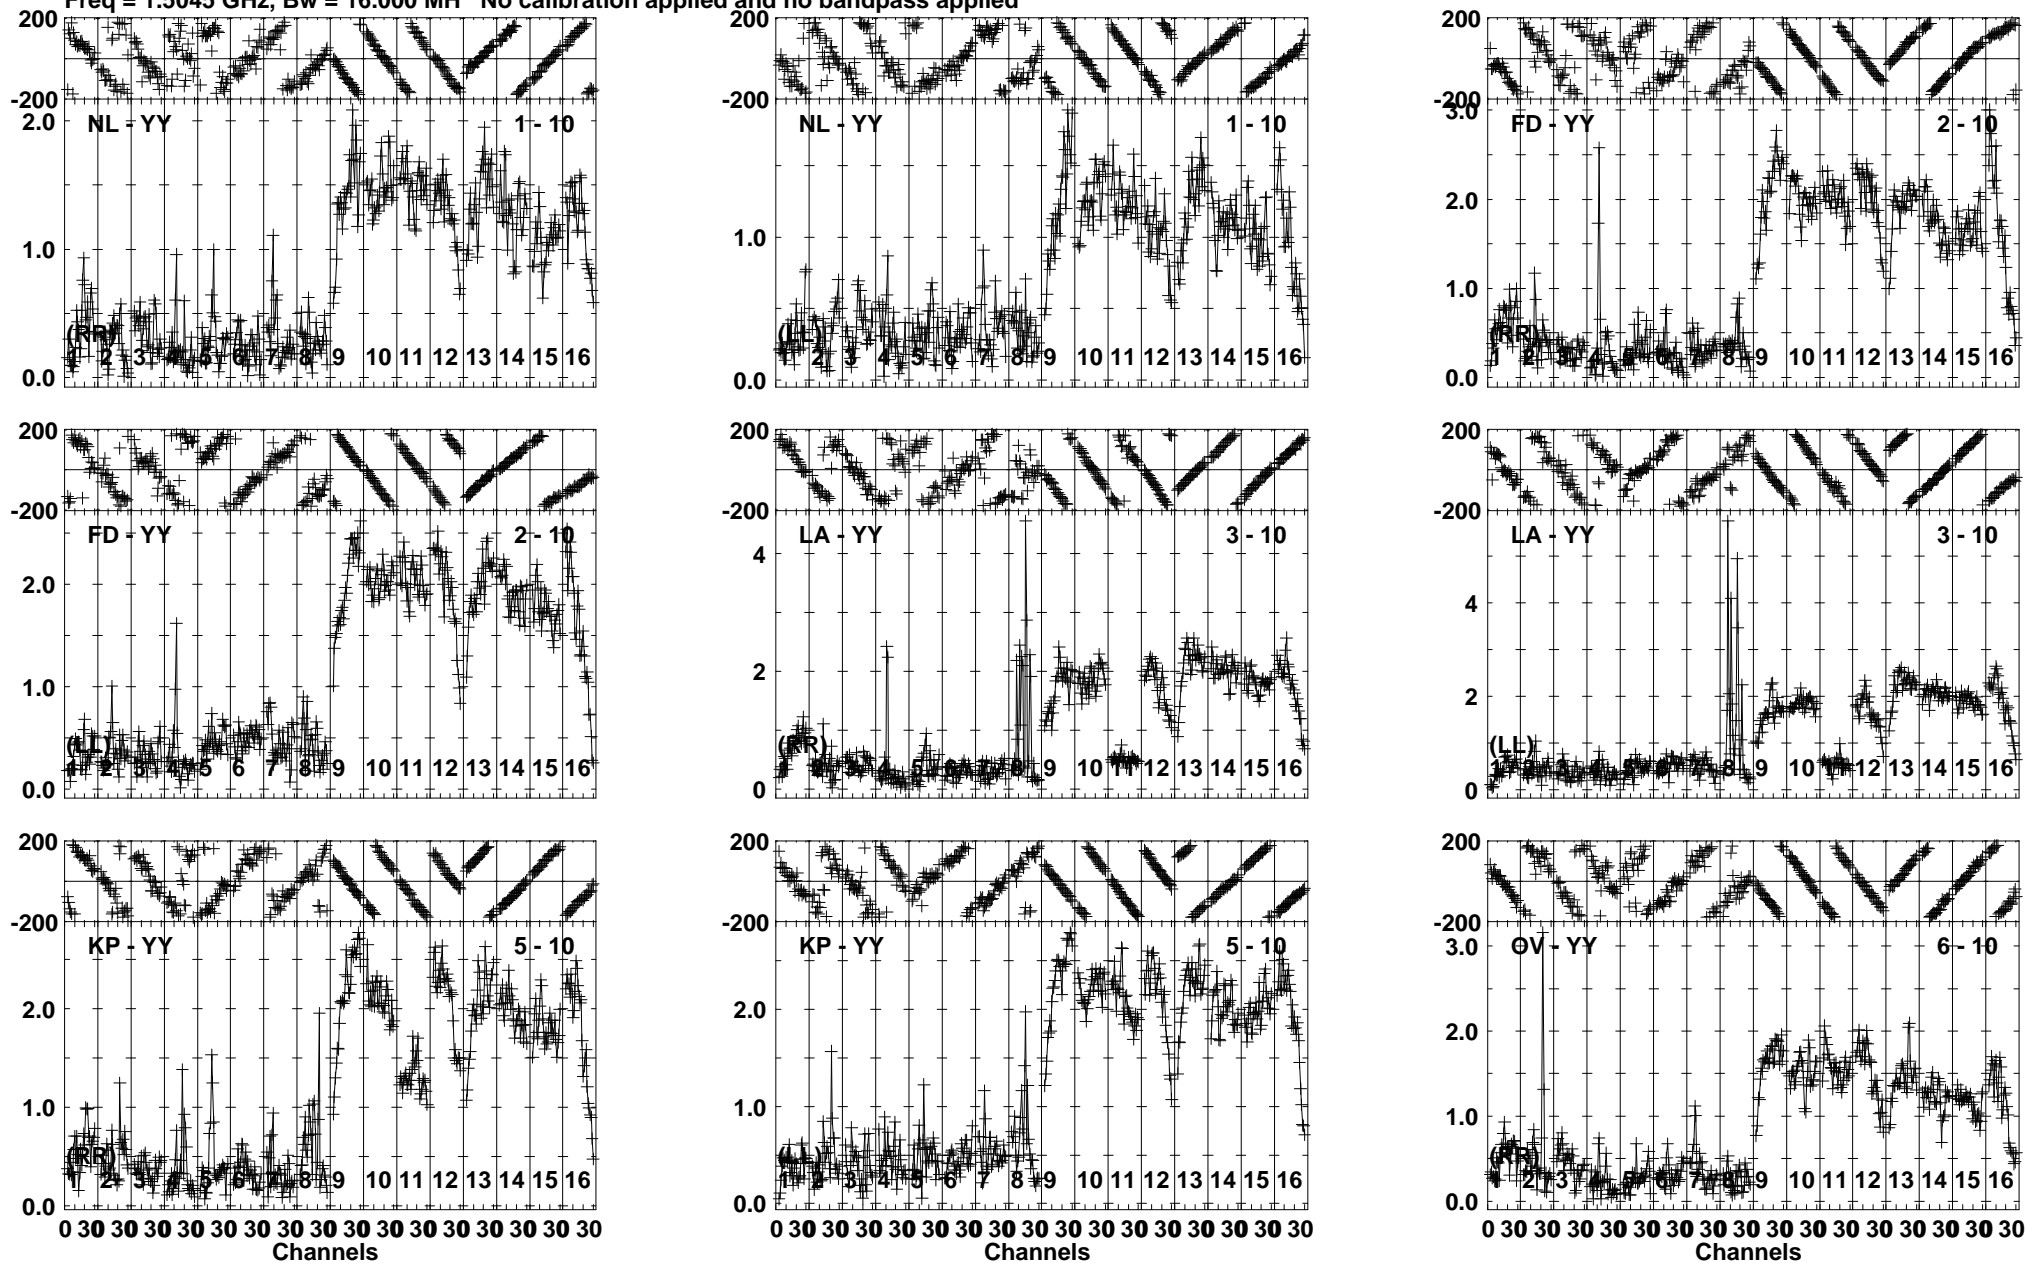 Freq = 1.5045 GHz, Bw = 16.000 MH No calibration applied and no bandpass applied
200 200 200
-200 -200 -200
NL - YY 1 - 10 NL - YY 1 - 10 FD - YY 2 - 10
2.0 3.0
1.0 1.0 2.0
1.0
(RR) (LL) (RR)
1 2 3 4 5 6 7 8 9 10 11 12 13 14 15 16 1 2 3 4 5 6 7 8 9 10 11 12 13 14 15 16 1 2 3 4 5 6 7 8 9 10 11 12 13 14 15 16
0.0 0.0 0.0
200 200 200
-200 -200 -200
FD - YY 2 - 10 LA - YY 3 - 10 LA - YY 3 - 10
2.0 4 4
1.0 2 2
(LL) (RR) (LL)
1 2 3 4 5 6 7 8 9 10 11 12 13 14 15 16 1 2 3 4 5 6 7 8 9 10 11 12 13 14 15 16 1 2 3 4 5 6 7 8 9 10 11 12 13 14 15 16
0.0 0 0
200 200 200
-200 -200 -200
KP - YY 5 - 10 KP - YY 5 - 10 OV - YY 6 - 10
3.0
2.0 2.0 2.0
1.0 1.0 1.0
(RR) (LL) (RR)
1 2 3 4 5 6 7 8 9 10 11 12 13 14 15 16 1 2 3 4 5 6 7 8 9 10 11 12 13 14 15 16 1 2 3 4 5 6 7 8 9 10 11 12 13 14 15 16
0.0 0.0 0.0
0 30 30 30 30 30 30 30 30 30 30 30 30 30 30 30 30 0 30 30 30 30 30 30 30 30 30 30 30 30 30 30 30 30 0 30 30 30 30 30 30 30 30 30 30 30 30 30 30 30 30
Channels Channels Channels